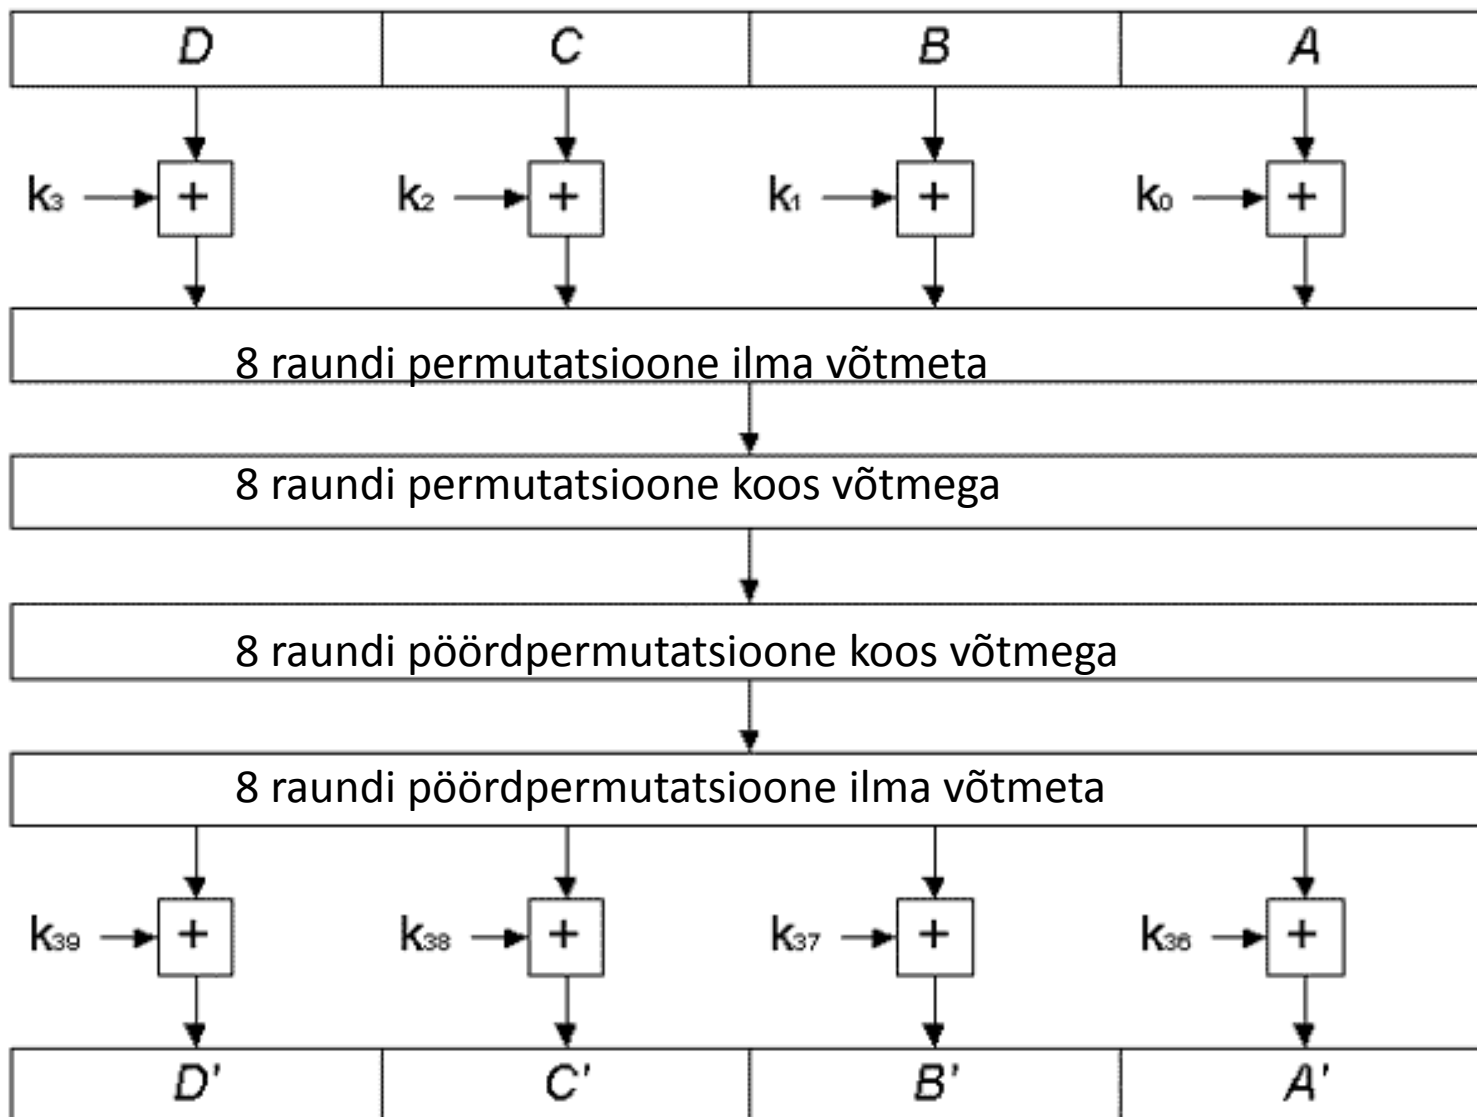 D C B A
k₃ + k₂ + k₁ + k₀ +
8 raundi permutatsioone ilma võtmeta
8 raundi permutatsioone koos võtmega
8 raundi pöördpermutatsioone koos võtmega
8 raundi pöördpermutatsioone ilma võtmeta
k₃₉ + k₃₈ + k₃₇ + k₃₆ +
D' C' B' A'